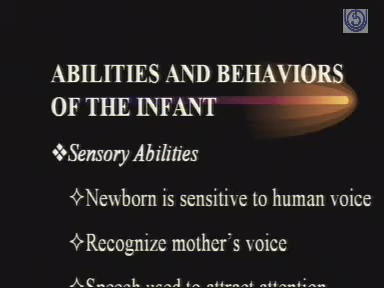 ABILITIES AND BEHAVIORS
OF THE INFANT
❖Sensory Abilities
✧Newborn is sensitive to human voice
✧Recognize mother's voice
✧Speech used to attract attention